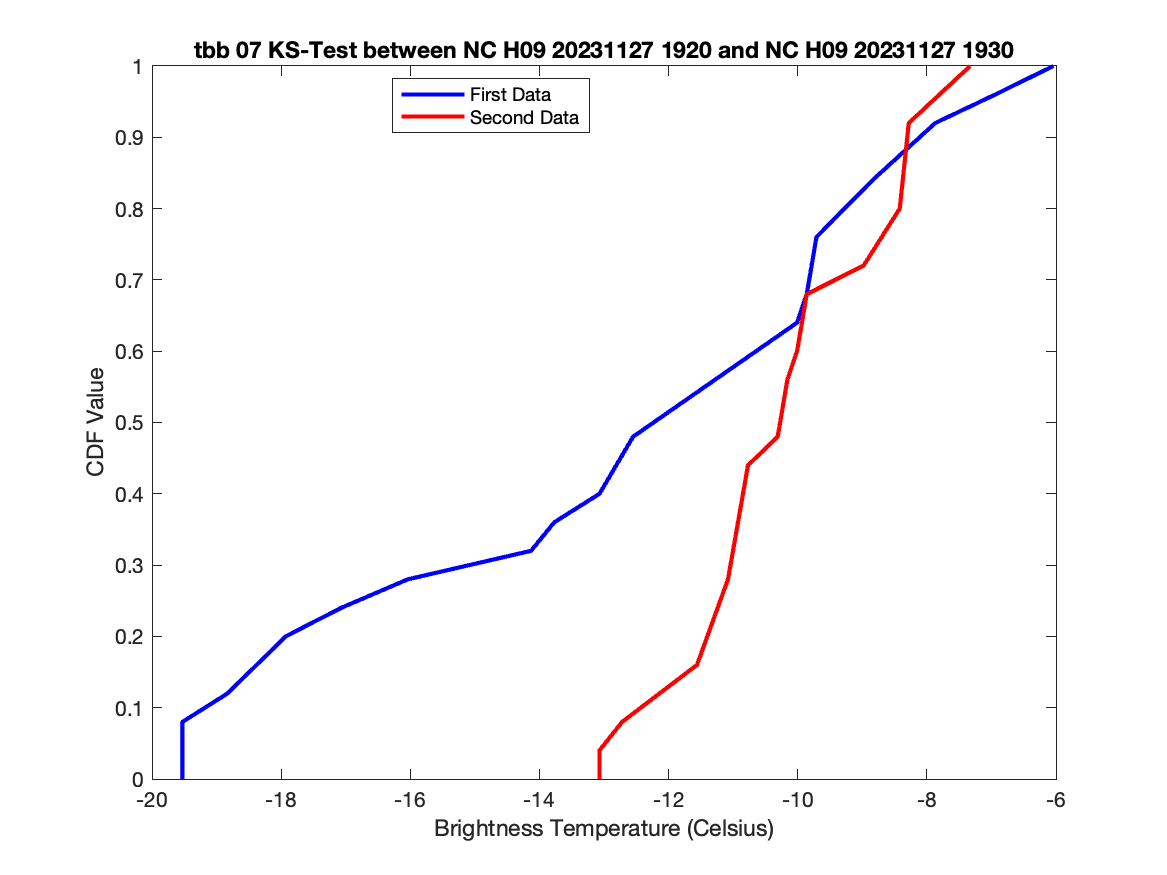 tbb 07 KS-Test between NC H09 20231127 1920 and NC H09 20231127 1930
First Data
Second Data
1
0.9
0.8
0.7
0.6
0.5
0.4
0.3
0.2
0.1
0
CDF Value
-20 -18 -16 -14 -12 -10 -8 -6
Brightness Temperature (Celsius)